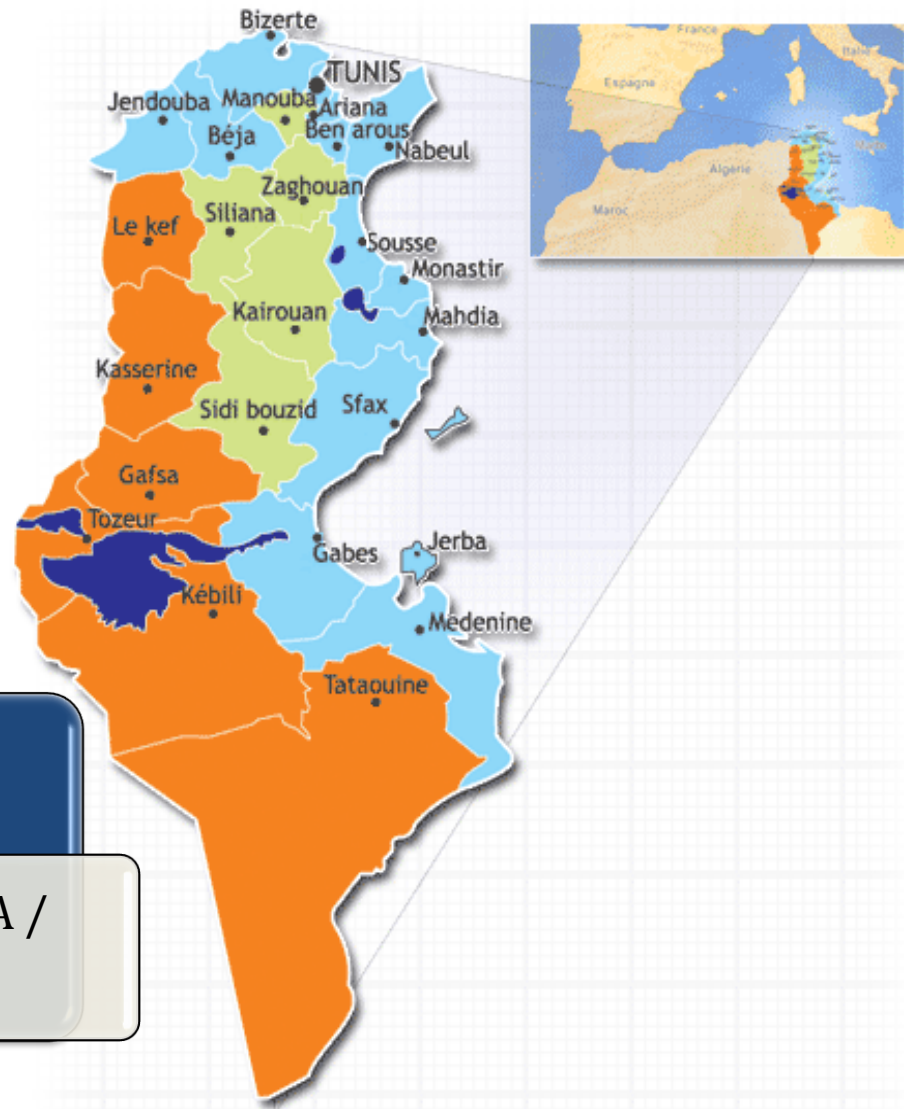 Bizerte
TUNIS
Jendouba
Manouba
Ariana
Béja
Ben arous
Nabeul
Zaghouan
Le kef
Siliana
Sousse
Monastir
Kairouan
Mahdia
Kasserine
Sidi bouzid
Sfax
Gafsa
Tozeur
Gabes
Jerba
Kébili
Médenine
Tataouine
A /
France
Italie
Espagne
Algérie
Maroc